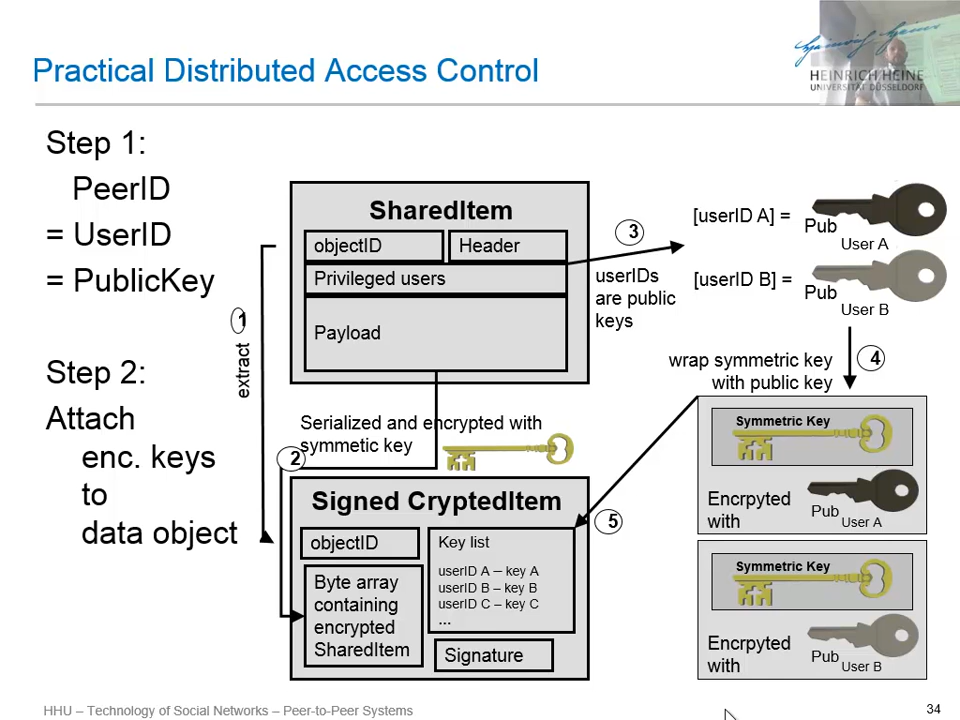 Practical Distributed Access Control
Heinrich Heine
HEINRICH HEINE
UNIVERSITÄT DÜSSELDORF
Step 1:
PeerID
= UserID
= PublicKey
Step 2:
Attach
enc. keys
to
data object
1
extract
SharedItem
objectID
Header
Privileged users
Payload
3
userIDs
are public
keys
[userID A] =
Pub
User A
[userID B] =
Pub
User B
4
wrap symmetric key
with public key
Serialized and encrypted with
symmetic key
2
Signed CryptedItem
objectID
Byte array
containing
encrypted
SharedItem
Key list
userID A – key A
userID B – key B
userID C – key C
...
Signature
5
Symmetric Key
Encrpyted
with
Pub
User A
Symmetric Key
Encrpyted
with
Pub
User B
HHU – Technology of Social Networks – Peer-to-Peer Systems
34